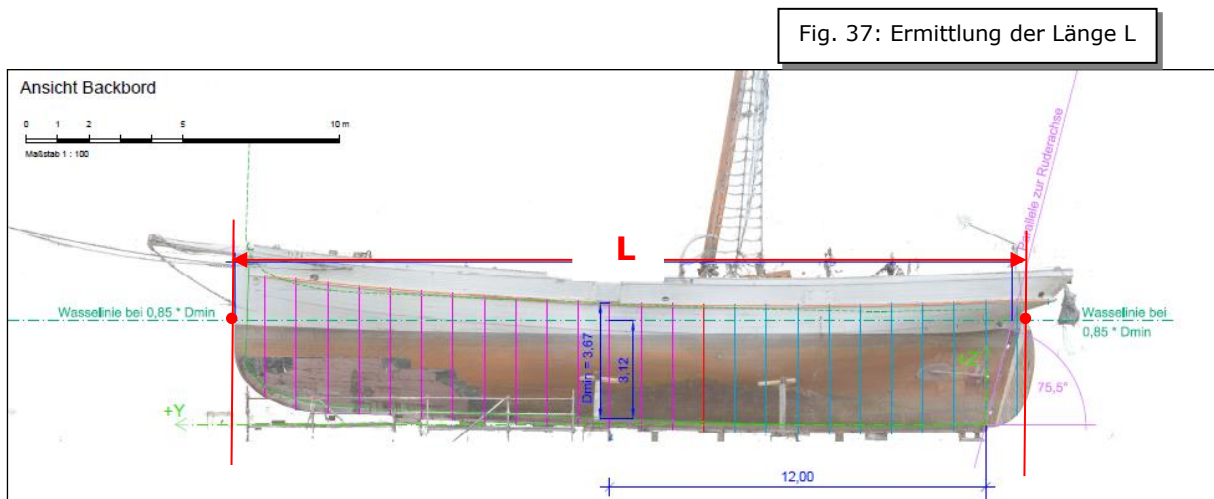 Fig. 37: Ermittlung der Länge L
Ansicht Backbord
0 1 2 5 10 m
Maßstab 1 : 100
Parallele zur Ruderachse
L
Wasselinie bei 0,85 * Dmin
Wasselinie bei
0,85 * Dmin
Dmin = 3,67
3,12
+Z
75,5°
+Y
12,00